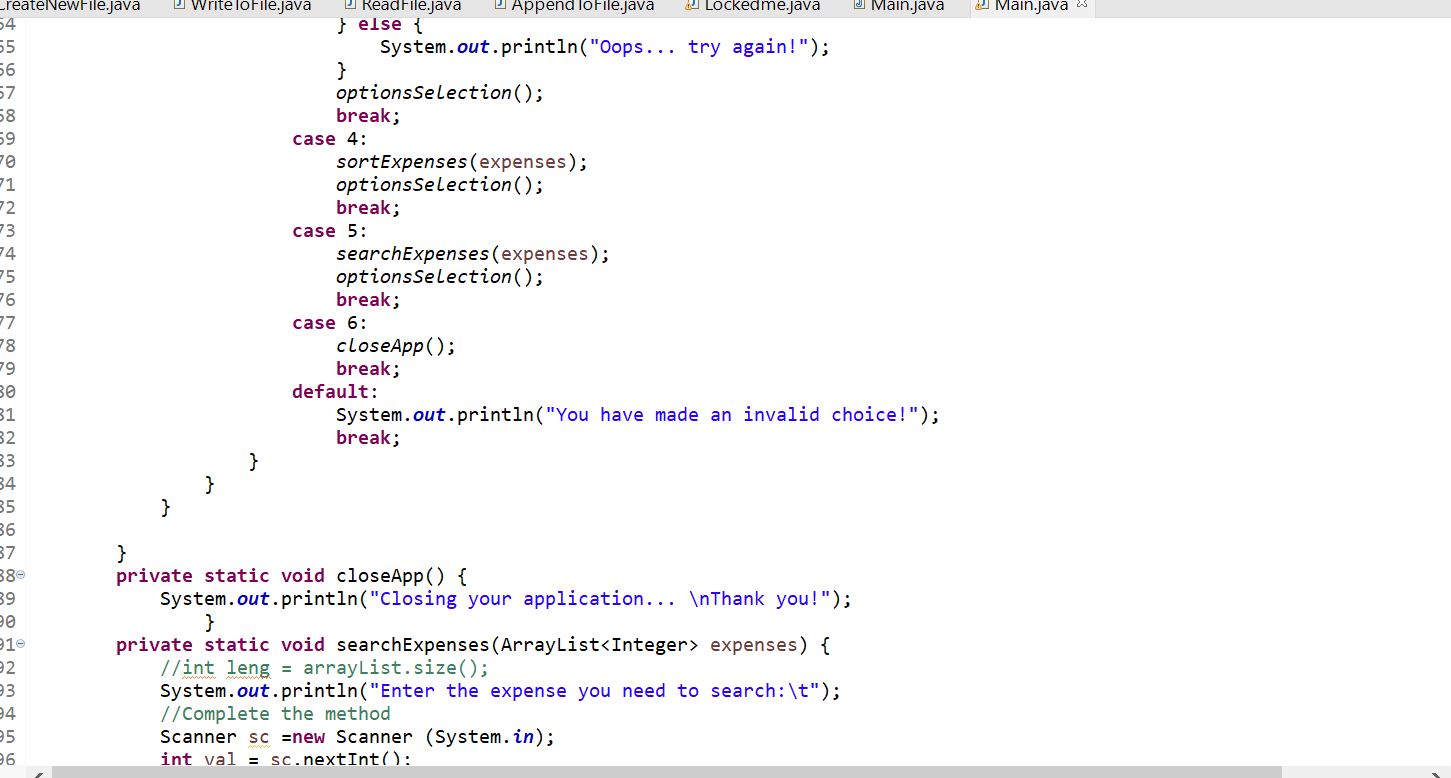 CreateNewFile.java WriteToFile.java ReadFile.java AppendToFile.java Lockedme.java Main.java Main.java
64 } else {
65 System.out.println("Oops... try again!");
66 }
67 optionsSelection();
68 break;
69 case 4:
70 sortExpenses(expenses);
71 optionsSelection();
72 break;
73 case 5:
74 searchExpenses(expenses);
75 optionsSelection();
76 break;
77 case 6:
78 closeApp();
79 break;
80 default:
81 System.out.println("You have made an invalid choice!");
82 break;
83 }
84 }
85 }
86
87 }
88 private static void closeApp() {
89 System.out.println("Closing your application... \nThank you!");
90 }
91 private static void searchExpenses(ArrayList<Integer> expenses) {
92 //int leng = arrayList.size();
93 System.out.println("Enter the expense you need to search:\t");
94 //Complete the method
95 Scanner sc =new Scanner (System.in);
96 int val = sc.nextInt();